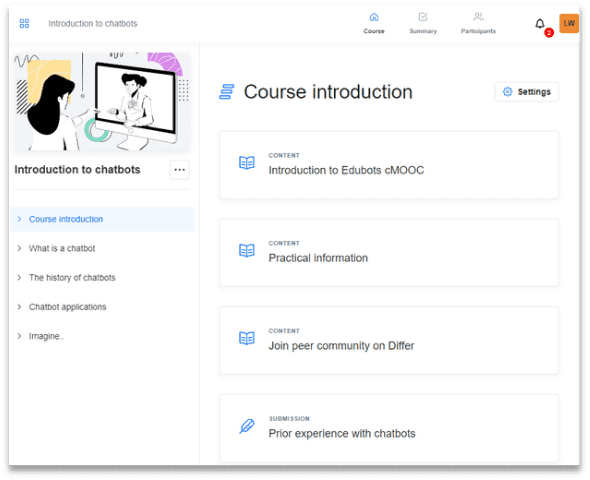 Introduction to chatbots
Course
Summary
Participants
2
LW
Introduction to chatbots
...
Course introduction
What is a chatbot
The history of chatbots
Chatbot applications
Imagine..
Course introduction
Settings
CONTENT
Introduction to Edubots cMOOC
CONTENT
Practical information
CONTENT
Join peer community on Differ
SUBMISSION
Prior experience with chatbots